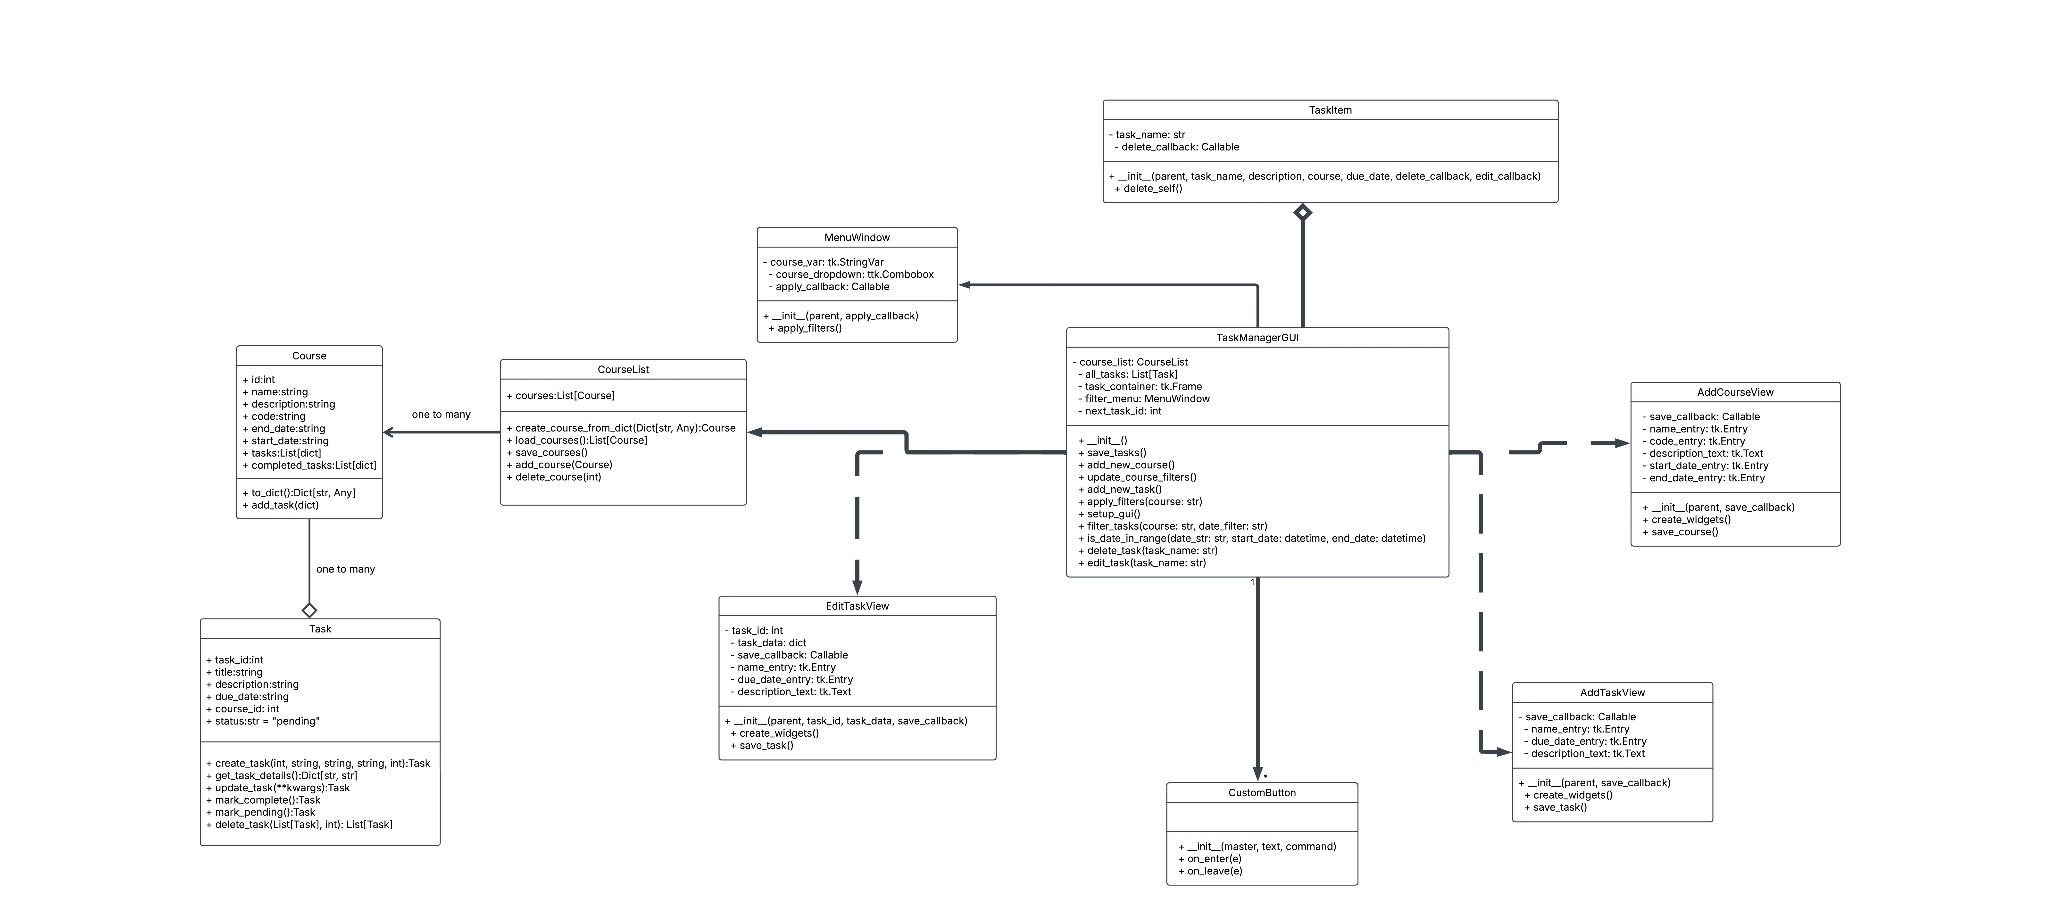 TaskItem
- task_name: str
- delete_callback: Callable
+ __init__(parent, task_name, description, course, due_date, delete_callback, edit_callback)
+ delete_self()
MenuWindow
- course_var: tk.StringVar
- course_dropdown: ttk.Combobox
- apply_callback: Callable
+ __init__(parent, apply_callback)
+ apply_filters()
TaskManagerGUI
- course_list: CourseList
- all_tasks: List[Task]
- task_container: tk.Frame
- filter_menu: MenuWindow
- next_task_id: int
+ __init__()
+ save_tasks()
+ add_new_course()
+ update_course_filters()
+ add_new_task()
+ apply_filters(course: str)
+ setup_gui()
+ filter_tasks(course: str, date_filter: str)
+ is_date_in_range(date_str: str, start_date: datetime, end_date: datetime)
+ delete_task(task_name: str)
+ edit_task(task_name: str)
Course
+ id:int
+ name:string
+ description:string
+ code:string
+ end_date:string
+ start_date:string
+ tasks:List[dict]
+ completed_tasks:List[dict]
+ to_dict():Dict[str, Any]
+ add_task(dict)
one to many
CourseList
+ courses:List[Course]
+ create_course_from_dict(Dict[str, Any):Course
+ load_courses():List[Course]
+ save_courses()
+ add_course(Course)
+ delete_course(int)
AddCourseView
- save_callback: Callable
- name_entry: tk.Entry
- code_entry: tk.Entry
- description_text: tk.Text
- start_date_entry: tk.Entry
- end_date_entry: tk.Entry
+ __init__(parent, save_callback)
+ create_widgets()
+ save_course()
one to many
1
EditTaskView
- task_id: int
- task_data: dict
- save_callback: Callable
- name_entry: tk.Entry
- due_date_entry: tk.Entry
- description_text: tk.Text
+ __init__(parent, task_id, task_data, save_callback)
+ create_widgets()
+ save_task()
Task
+ task_id:int
+ title:string
+ description:string
+ due_date:string
+ course_id: int
+ status:str = "pending"
+ create_task(int, string, string, string, int):Task
+ get_task_details():Dict[str, str]
+ update_task(**kwargs):Task
+ mark_complete():Task
+ mark_pending():Task
+ delete_task(List[Task], int): List[Task]
AddTaskView
- save_callback: Callable
- name_entry: tk.Entry
- due_date_entry: tk.Entry
- description_text: tk.Text
+ __init__(parent, save_callback)
+ create_widgets()
+ save_task()
*
CustomButton
+ __init__(master, text, command)
+ on_enter(e)
+ on_leave(e)